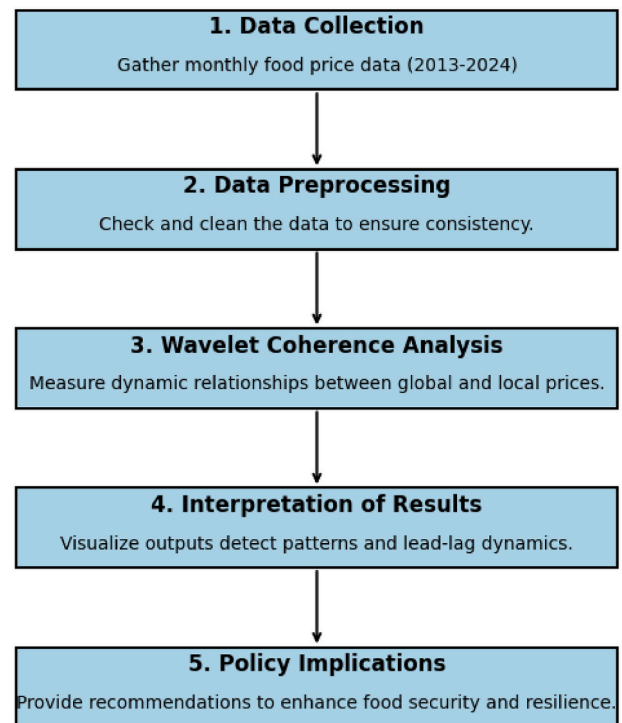 1. Data Collection
Gather monthly food price data (2013-2024)
2. Data Preprocessing
Check and clean the data to ensure consistency.
3. Wavelet Coherence Analysis
Measure dynamic relationships between global and local prices.
4. Interpretation of Results
Visualize outputs detect patterns and lead-lag dynamics.
5. Policy Implications
Provide recommendations to enhance food security and resilience.